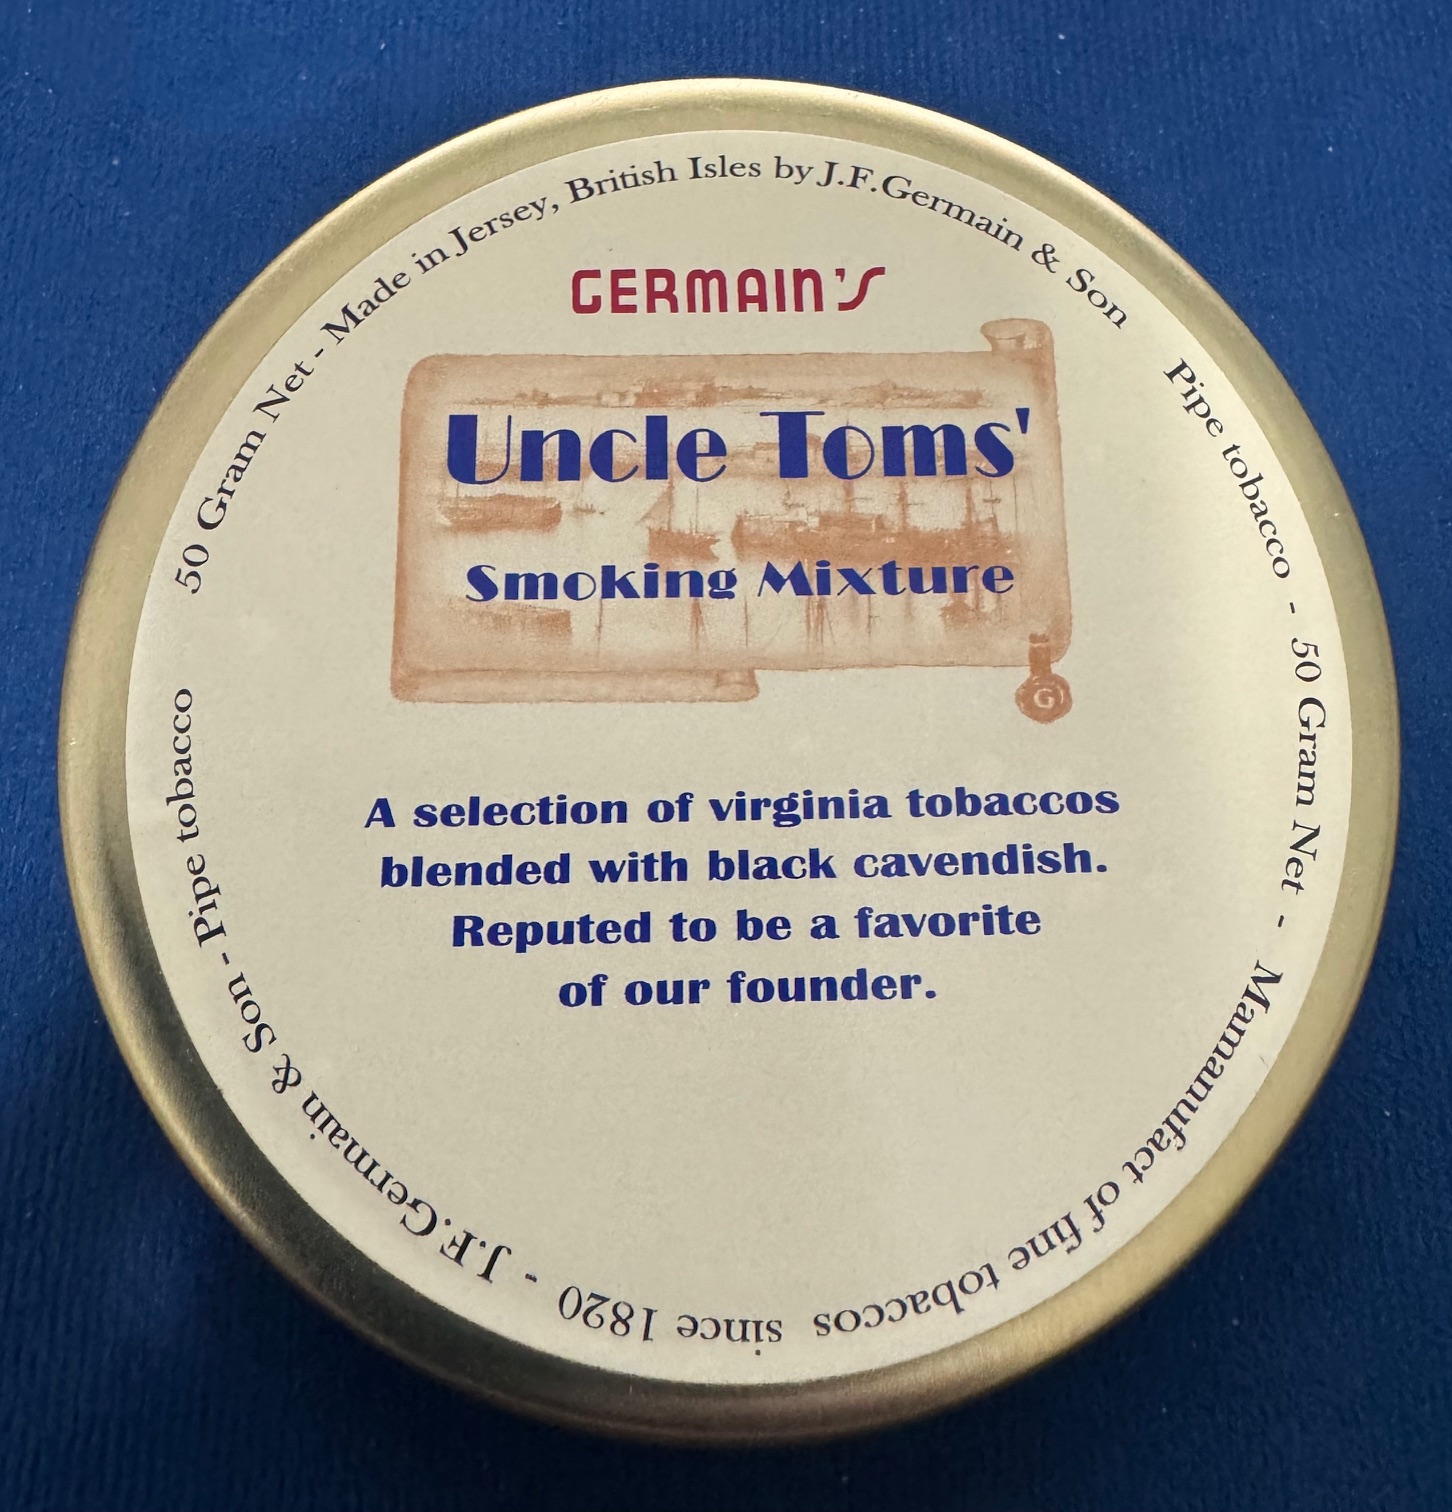 50 Gram Net - Made in Jersey, British Isles by J.F.Germain & Son
Pipe tobacco - 50 Gram Net - Mamanufact of fine tobaccos since 1820 - J.F.Germain & Son - Pipe tobacco
GERMAIN'S
Uncle Toms'
Smoking Mixture
G
A selection of virginia tobaccos
blended with black cavendish.
Reputed to be a favorite
of our founder.